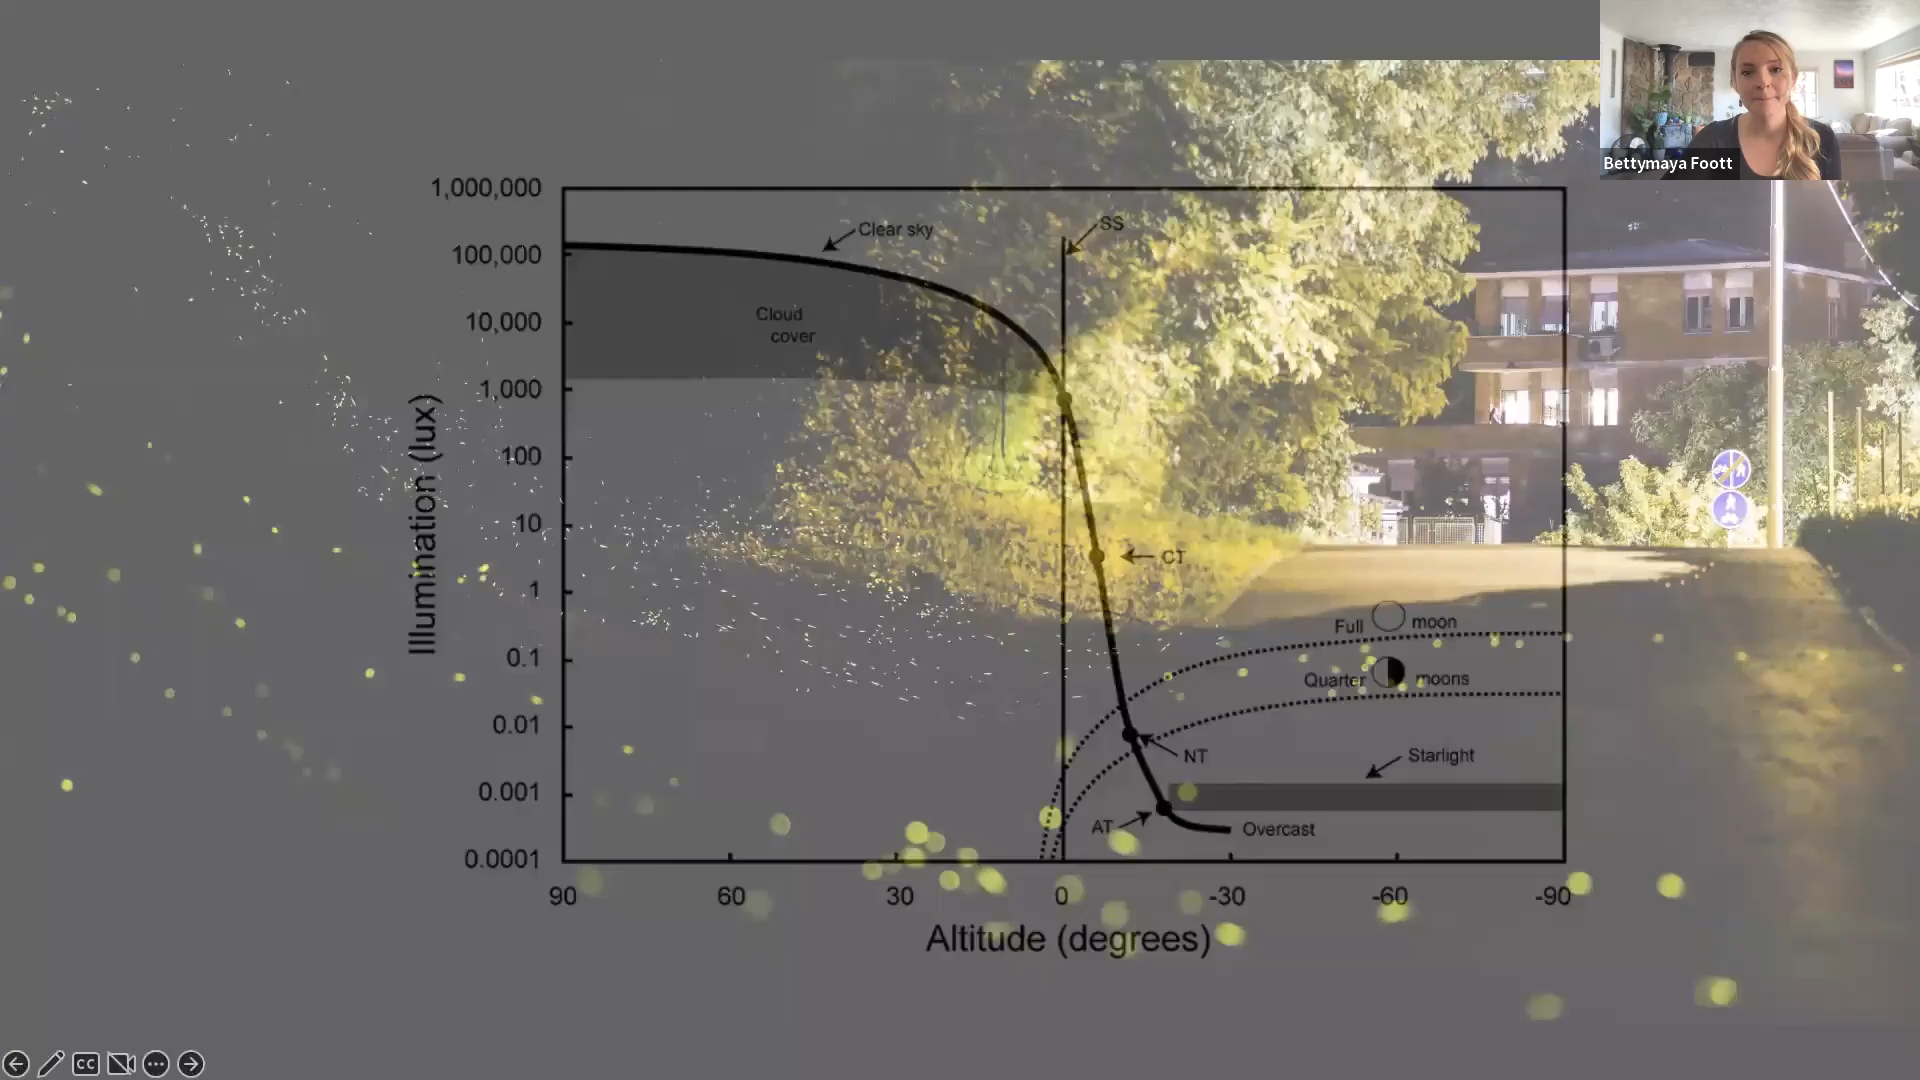 Bettymaya Foott
1,000,000
100,000
10,000
1,000
100
10
1
0.1
0.01
0.001
0.0001
Illumination (lux)
Clear sky
SS
Cloud
cover
CT
Full moon
Quarter moons
NT
Starlight
AT
Overcast
90 60 30 0 -30 -60 -90
Altitude (degrees)
CC